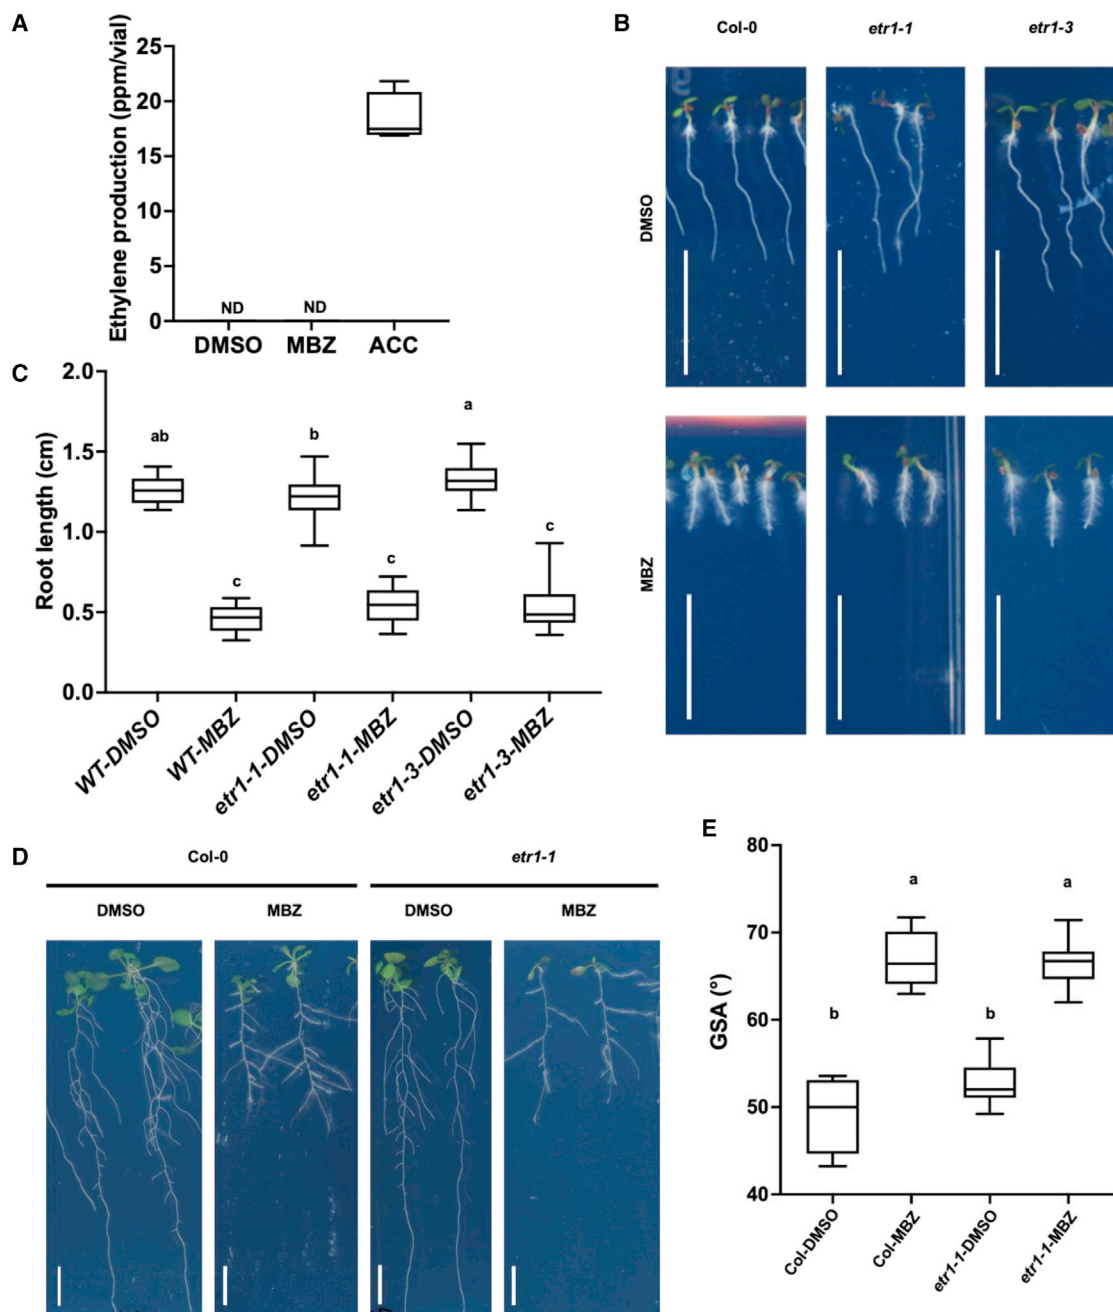 A
Ethylene production (ppm/vial)
25
20
15
10
5
0
ND
ND
DMSO
MBZ
ACC
B
Col-0
etr1-1
etr1-3
DMSO
MBZ
C
Root length (cm)
2.0
1.5
1.0
0.5
0.0
ab
c
b
c
a
c
WT-DMSO
WT-MBZ
etr1-1-DMSO
etr1-1-MBZ
etr1-3-DMSO
etr1-3-MBZ
D
Col-0
etr1-1
DMSO
MBZ
DMSO
MBZ
E
GSA (°)
80
70
60
50
40
b
a
b
a
Col-DMSO
Col-MBZ
etr1-1-DMSO
etr1-1-MBZ